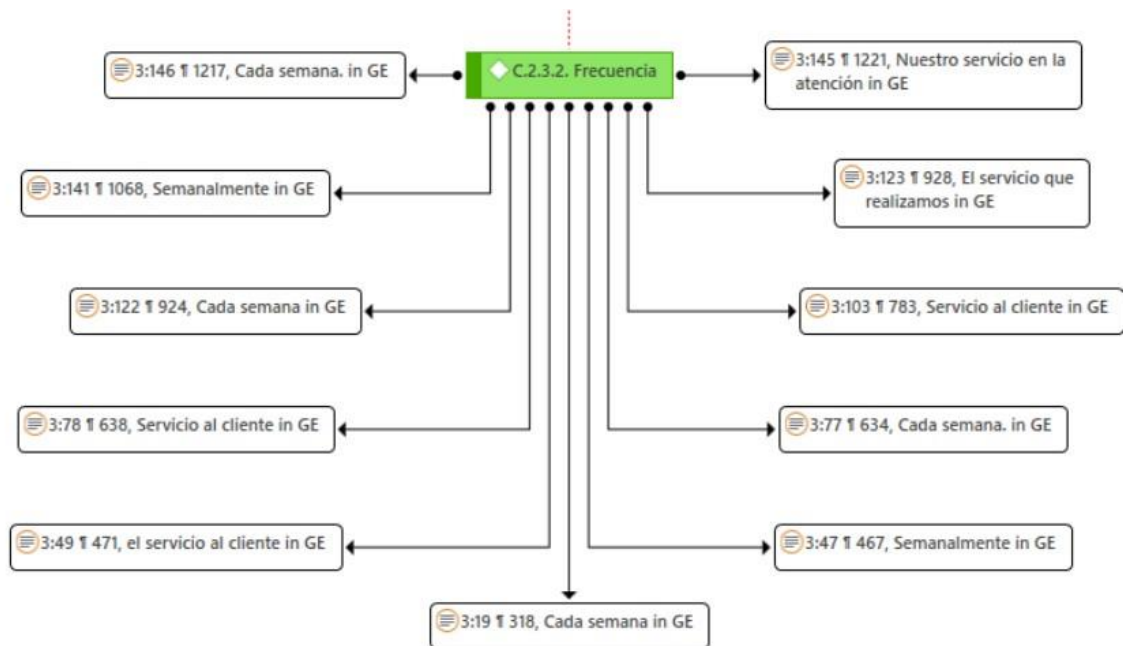 C.2.3.2. Frecuencia
3:146 ¶ 1217, Cada semana. in GE
3:145 ¶ 1221, Nuestro servicio en la
atención in GE
3:141 ¶ 1068, Semanalmente in GE
3:123 ¶ 928, El servicio que
realizamos in GE
3:122 ¶ 924, Cada semana in GE
3:103 ¶ 783, Servicio al cliente in GE
3:78 ¶ 638, Servicio al cliente in GE
3:77 ¶ 634, Cada semana. in GE
3:49 ¶ 471, el servicio al cliente in GE
3:47 ¶ 467, Semanalmente in GE
3:19 ¶ 318, Cada semana in GE